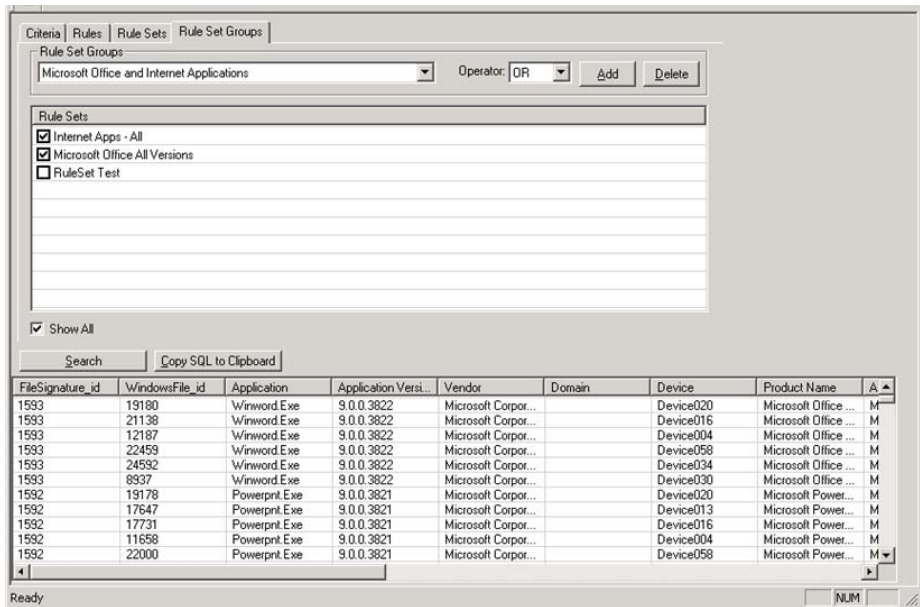 Criteria Rules Rule Sets Rule Set Groups
Rule Set Groups
Microsoft Office and Internet Applications Operator: OR Add Delete
Rule Sets
Internet Apps - All
Microsoft Office All Versions
RuleSet Test
Show All
Search Copy SQL to Clipboard
FileSignature_id WindowsFile_id Application Application Versi... Vendor Domain Device Product Name A
1593 19180 Winword.Exe 9.0.0.3822 Microsoft Corpor... Device020 Microsoft Office ... M
1593 21138 Winword.Exe 9.0.0.3822 Microsoft Corpor... Device016 Microsoft Office ... M
1593 12187 Winword.Exe 9.0.0.3822 Microsoft Corpor... Device004 Microsoft Office ... M
1593 22459 Winword.Exe 9.0.0.3822 Microsoft Corpor... Device058 Microsoft Office ... M
1593 24592 Winword.Exe 9.0.0.3822 Microsoft Corpor... Device034 Microsoft Office ... M
1593 8937 Winword.Exe 9.0.0.3822 Microsoft Corpor... Device030 Microsoft Office ... M
1592 19178 Powerpnt.Exe 9.0.0.3821 Microsoft Corpor... Device020 Microsoft Power... M
1592 17647 Powerpnt.Exe 9.0.0.3821 Microsoft Corpor... Device013 Microsoft Power... M
1592 17731 Powerpnt.Exe 9.0.0.3821 Microsoft Corpor... Device016 Microsoft Power... M
1592 11658 Powerpnt.Exe 9.0.0.3821 Microsoft Corpor... Device004 Microsoft Power... M
1592 22000 Powerpnt.Exe 9.0.0.3821 Microsoft Corpor... Device058 Microsoft Power... M
Ready NUM